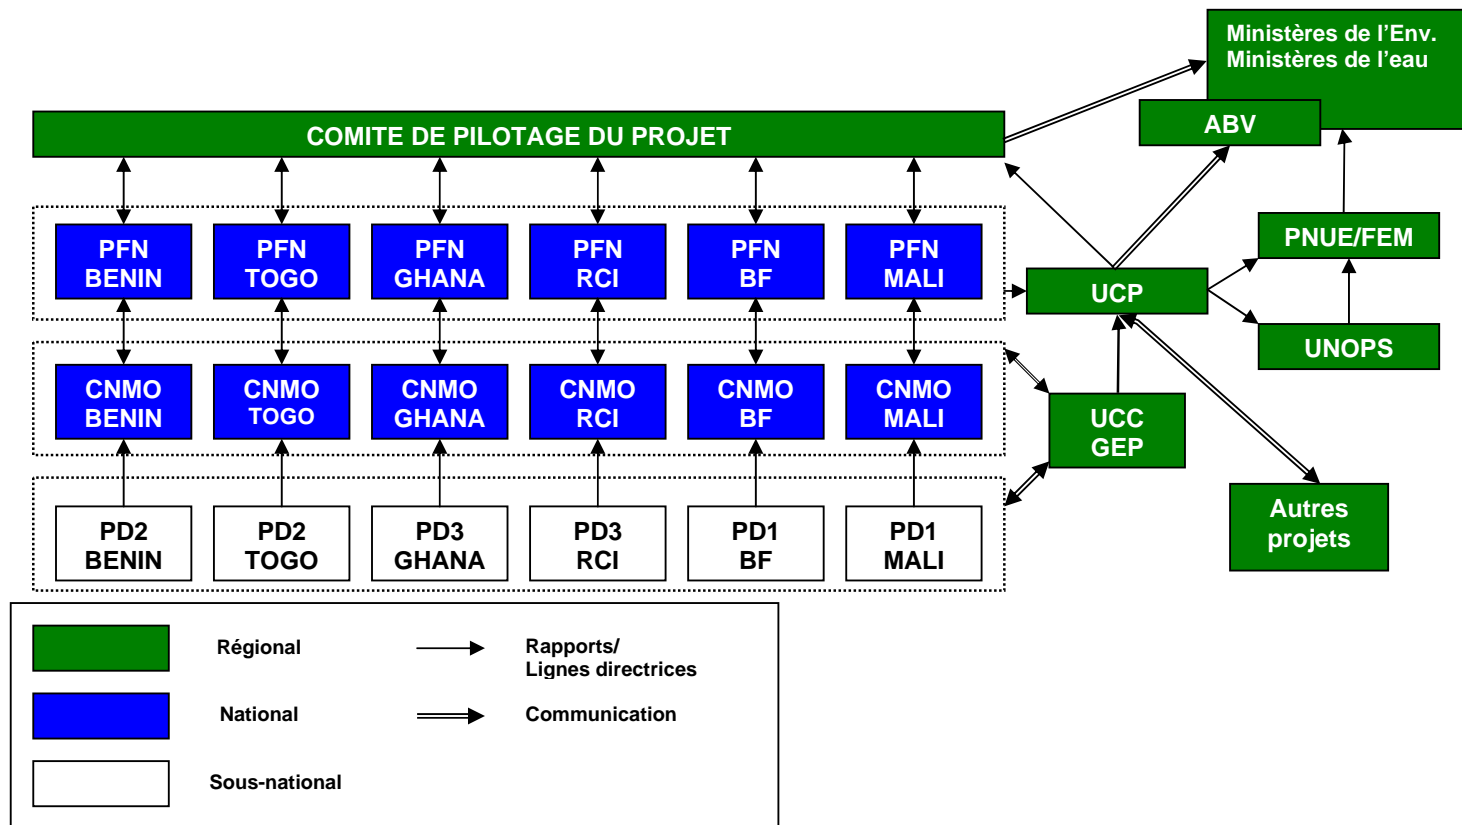 Ministères de l'Env.
Ministères de l'eau
ABV
COMITE DE PILOTAGE DU PROJET
PFN
BENIN
PFN
TOGO
PFN
GHANA
PFN
RCI
PFN
BF
PFN
MALI
PNUE/FEM
UCP
UNOPS
CNMO
BENIN
CNMO
TOGO
CNMO
GHANA
CNMO
RCI
CNMO
BF
CNMO
MALI
UCC
GEP
PD2
BENIN
PD2
TOGO
PD3
GHANA
PD3
RCI
PD1
BF
PD1
MALI
Autres
projets
Régional
Rapports/
Lignes directrices
National
Communication
Sous-national